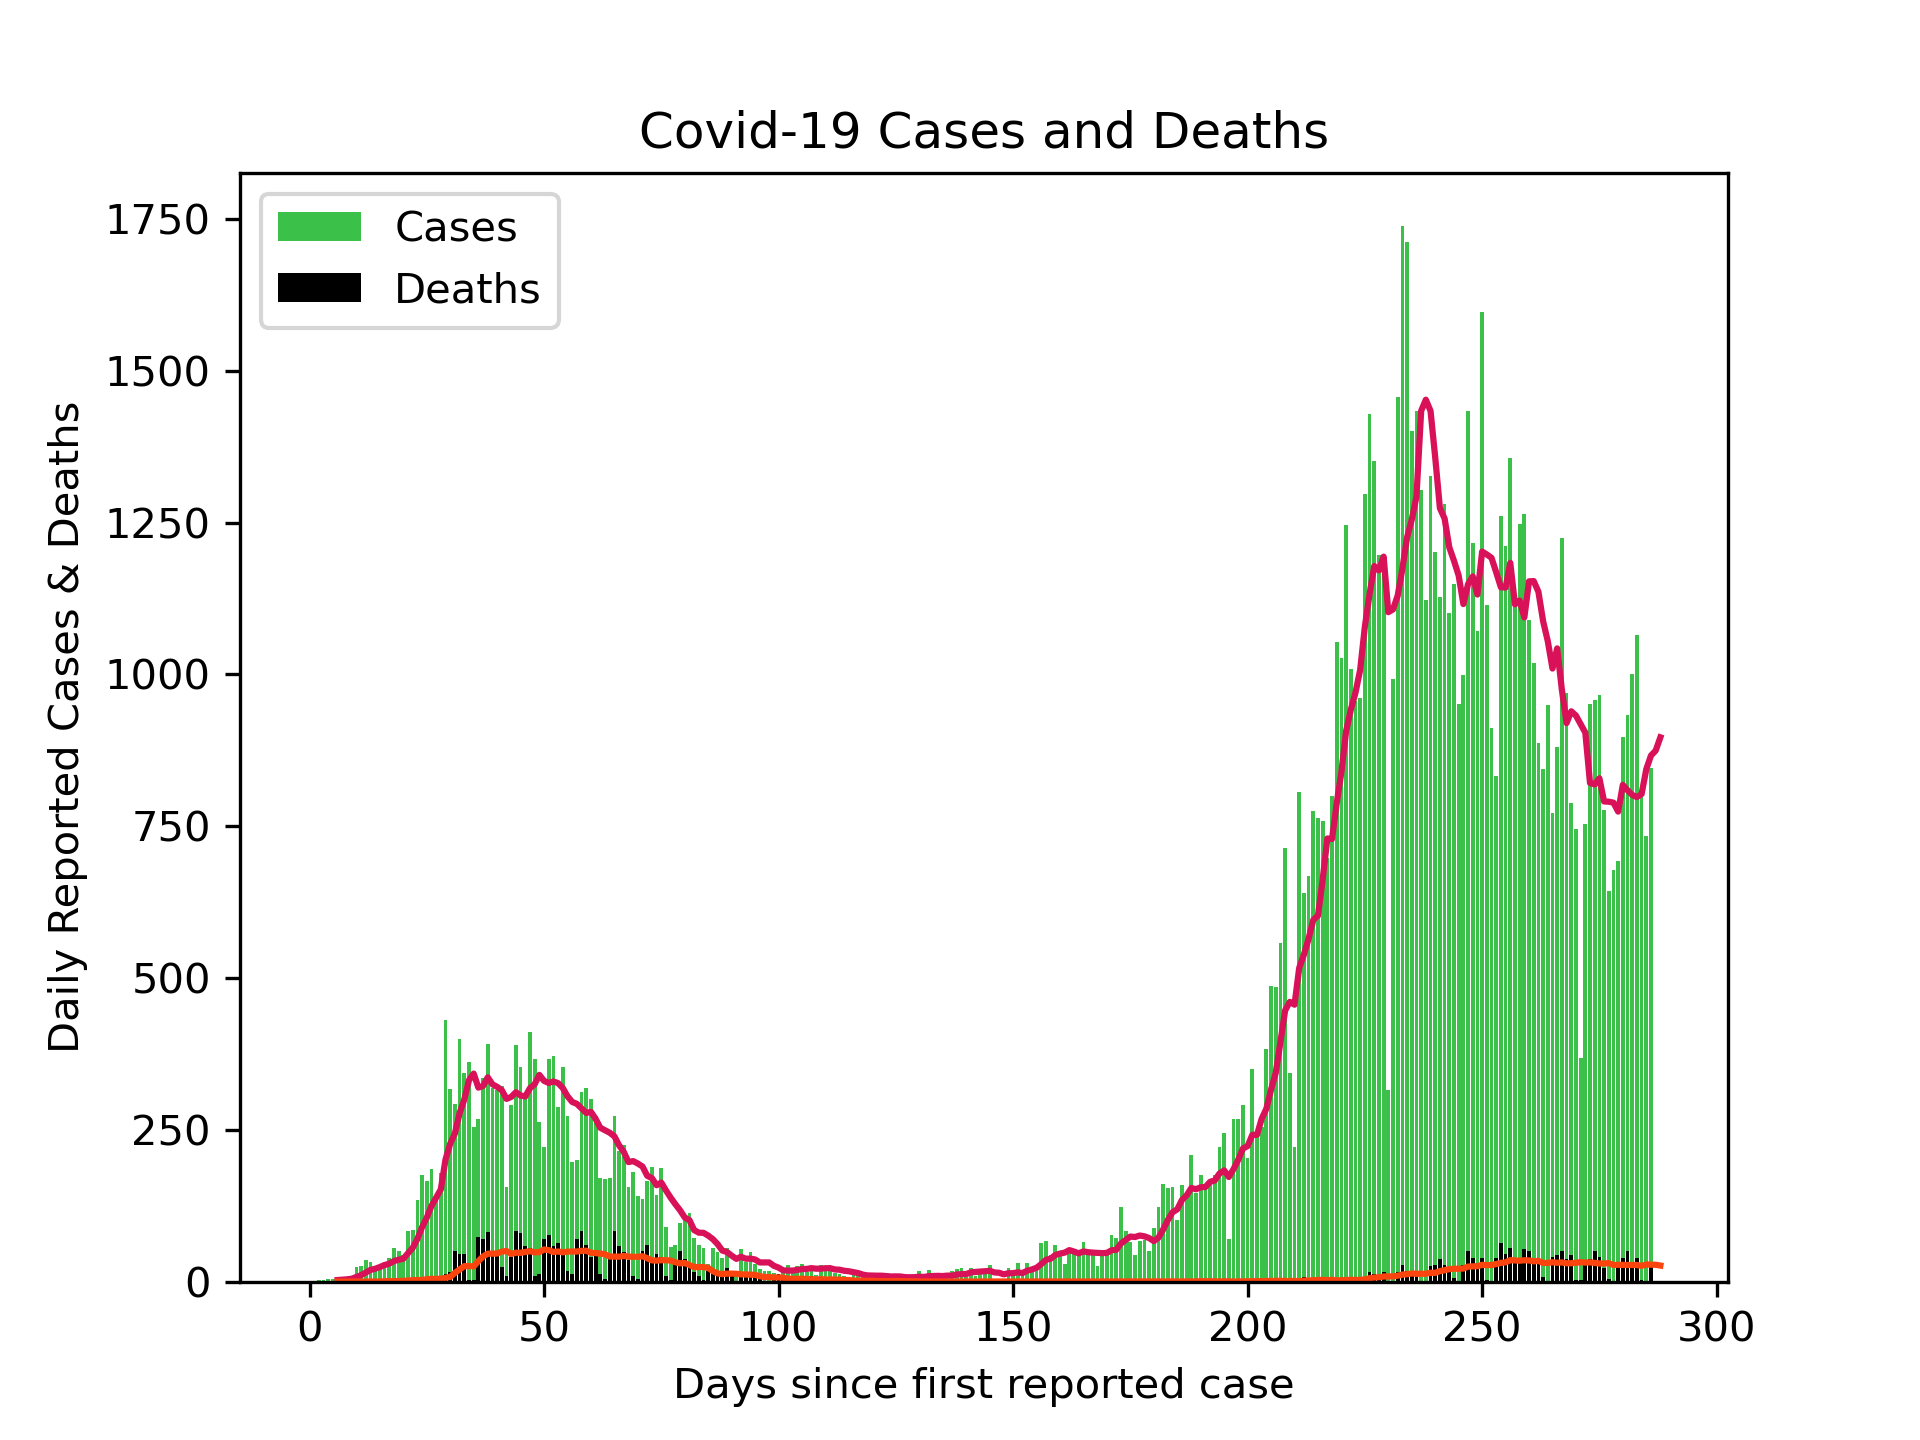 Covid-19 Cases and Deaths
Cases
Deaths
1750
1500
1250
1000
750
500
250
0
Daily Reported Cases & Deaths
0 50 100 150 200 250 300
Days since first reported case